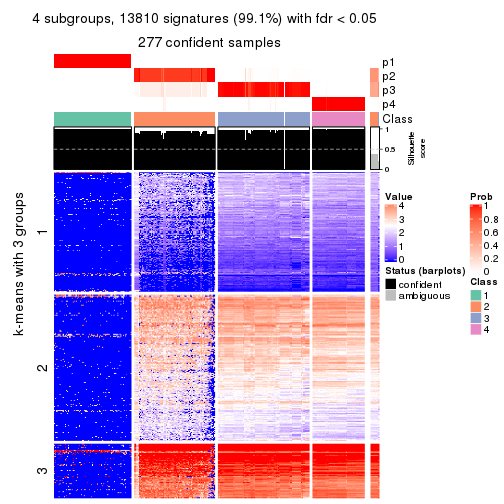 4 subgroups, 13810 signatures (99.1%) with fdr < 0.05
277 confident samples
p1
p2
p3
p4
Class
1
0.5
0
Silhouette
score
k-means with 3 groups
1
2
3
Value
4
3
2
1
0
Prob
1
0.8
0.6
0.4
0.2
0
Status (barplots)
confident
ambiguous
Class
1
2
3
4